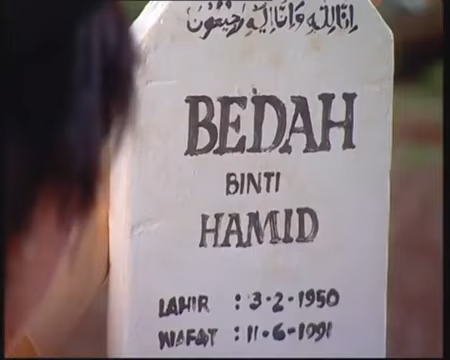 إنا لله وإنا إليه راجعون
BEDAH
BINTI
HAMID
LAHIR : 3-2-1950
WAFAT : 11-6-1991